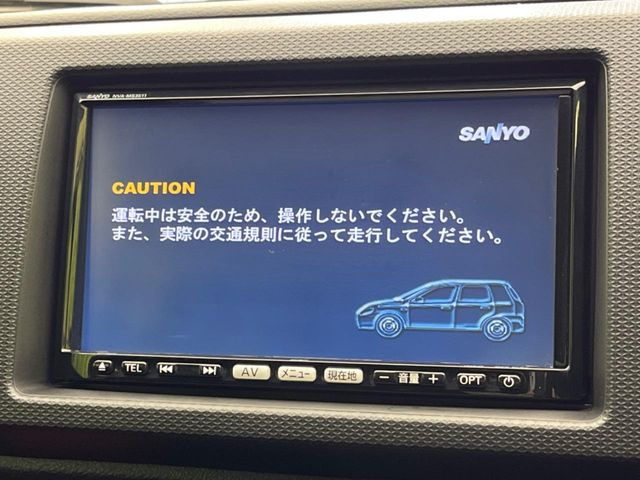 SANYO NVA-MS3511
SANYO
CAUTION
運転中は安全のため、操作しないでください。
また、実際の交通規則に従って走行してください。
TEL
AV
メニュー
現在地
− 音量 +
OPT